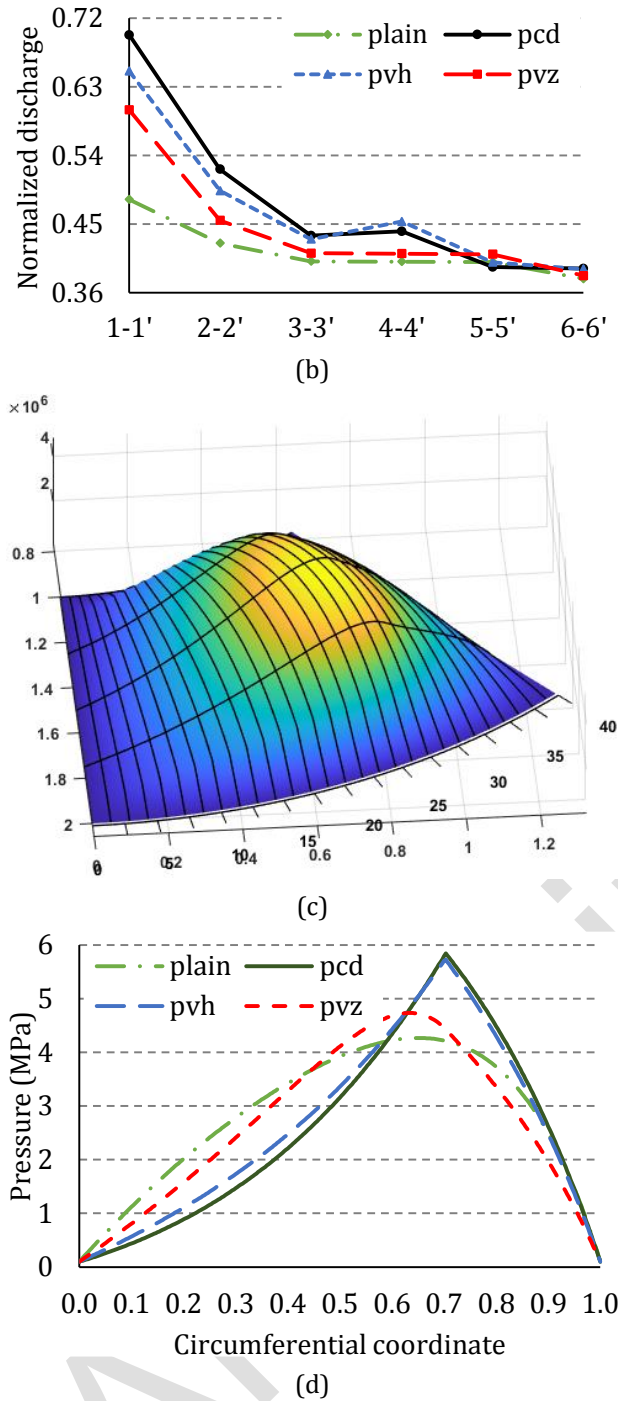 0.72
plain pcd
0.63
pvh pvz
Normalized discharge
0.54
0.45
0.36
1-1' 2-2' 3-3' 4-4' 5-5' 6-6'
(b)
×10⁶
4
2
0.8
1
1.2
1.4
1.6
1.8
2
40
35
30
25
20
15
10
5
0
0 0.2 0.4 0.6 0.8 1 1.2
(c)
6
plain pcd
5
pvh pvz
4
Pressure (MPa)
3
2
1
0
0.0 0.1 0.2 0.3 0.4 0.5 0.6 0.7 0.8 0.9 1.0
Circumferential coordinate
(d)